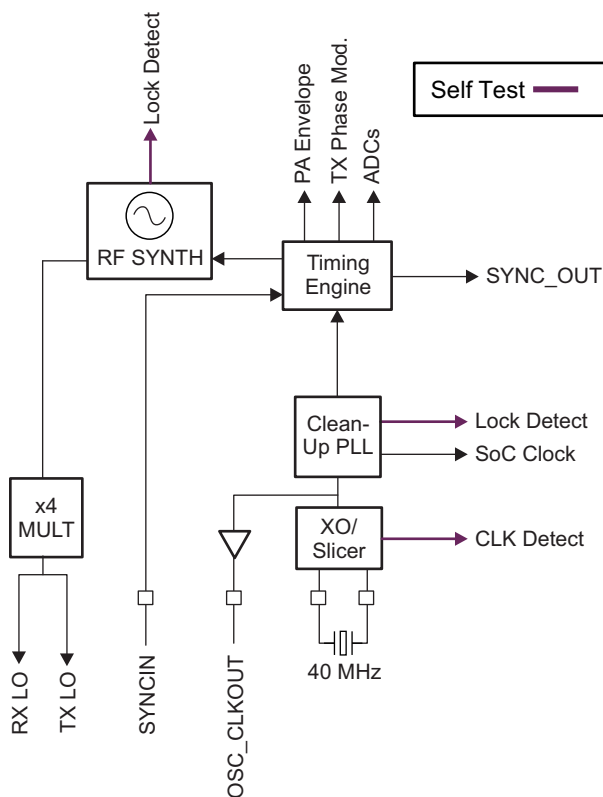 Lock Detect
PA Envelope
TX Phase Mod.
ADCs
Self Test
RF SYNTH
Timing
Engine
SYNC_OUT
Clean-
Up PLL
Lock Detect
SoC Clock
x4
MULT
XO/
Slicer
CLK Detect
40 MHz
RX LO
TX LO
SYNCIN
OSC_CLKOUT